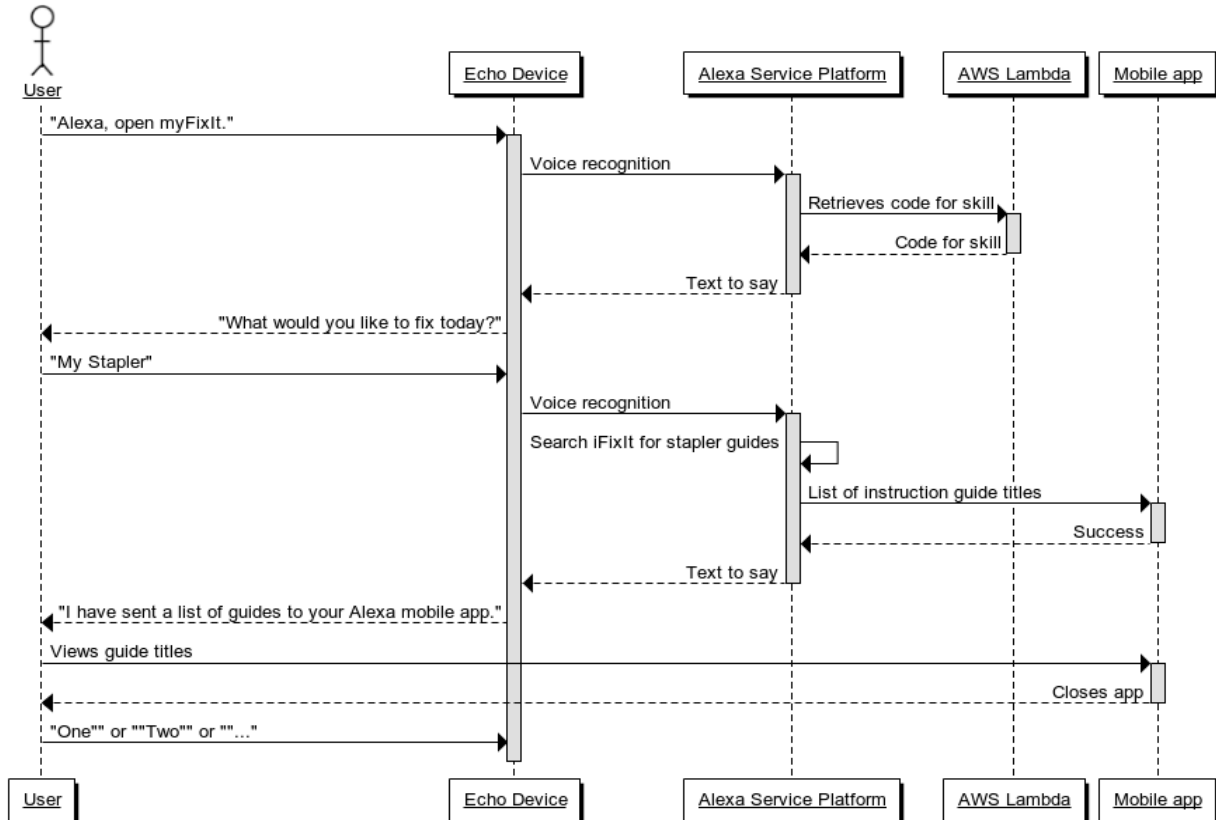 User
Echo Device
Alexa Service Platform
AWS Lambda
Mobile app
"Alexa, open myFixIt."
Voice recognition
Retrieves code for skill
Code for skill
Text to say
"What would you like to fix today?"
"My Stapler"
Voice recognition
Search iFixIt for stapler guides
List of instruction guide titles
Success
Text to say
"I have sent a list of guides to your Alexa mobile app."
Views guide titles
Closes app
"One"" or ""Two"" or ""..."
User
Echo Device
Alexa Service Platform
AWS Lambda
Mobile app